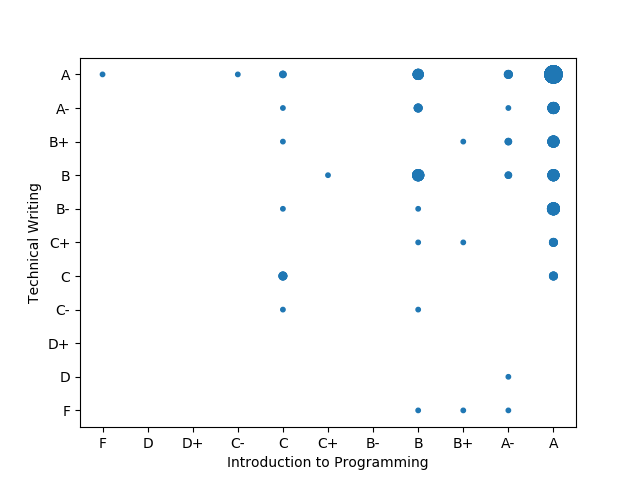 A
A-
B+
B
B-
C+
C
C-
D+
D
F
Technical Writing
F D D+ C- C C+ B- B B+ A- A
Introduction to Programming